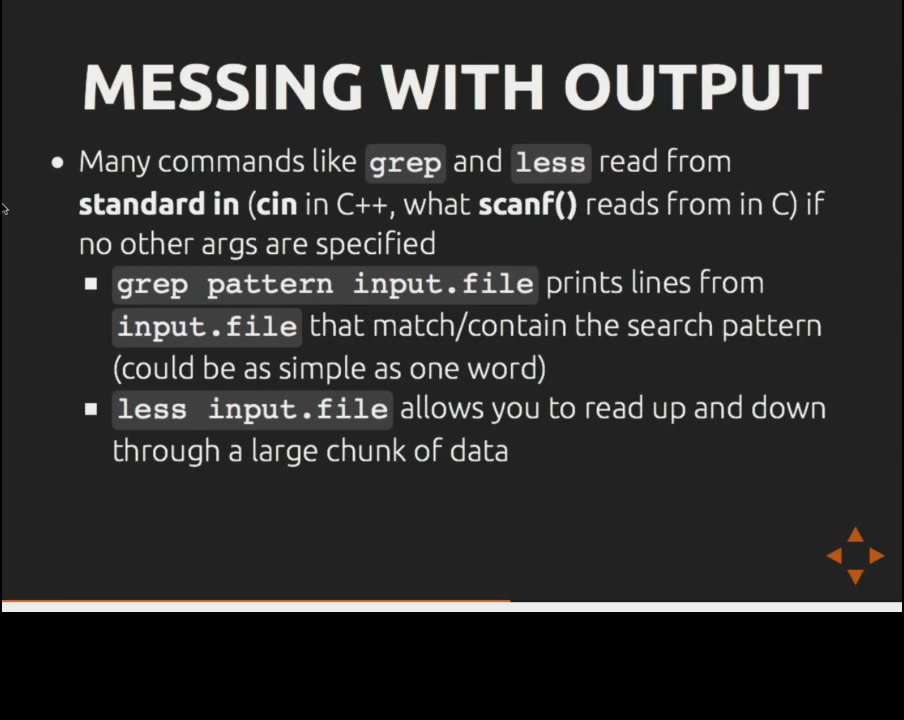 MESSING WITH OUTPUT
• Many commands like grep and less read from
standard in (cin in C++, what scanf() reads from in C) if
no other args are specified
▪ grep pattern input.file prints lines from
input.file that match/contain the search pattern
(could be as simple as one word)
▪ less input.file allows you to read up and down
through a large chunk of data